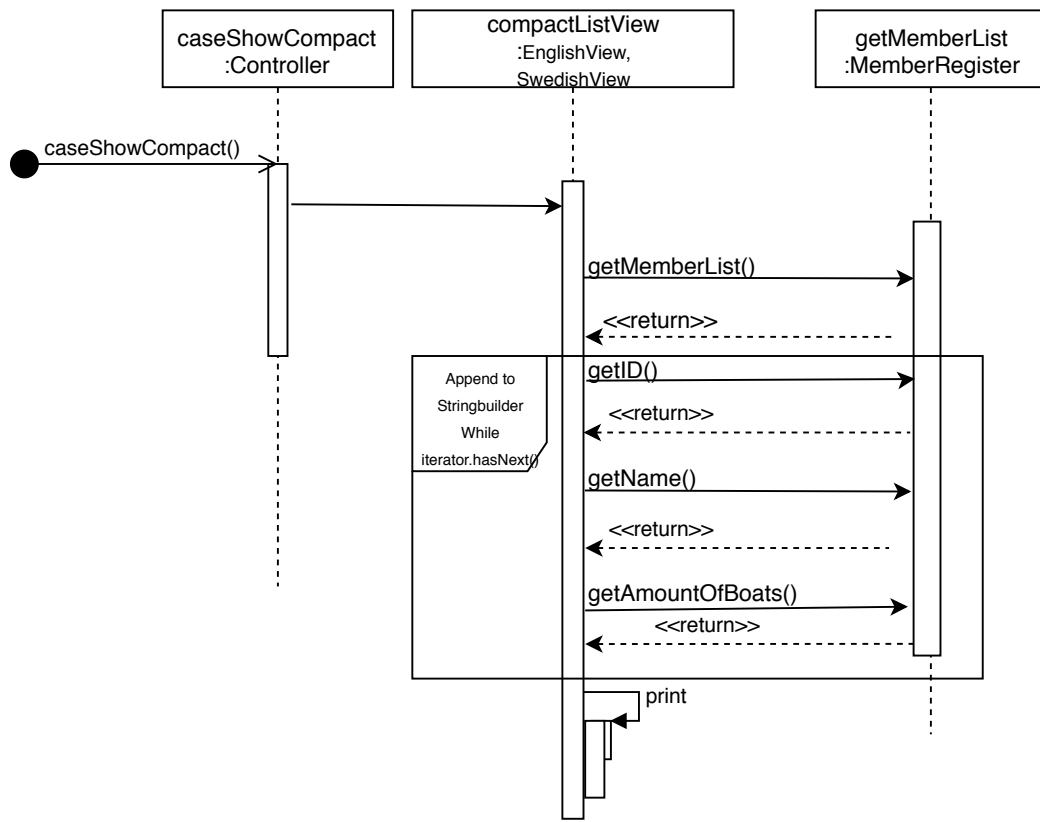 caseShowCompact
:Controller
compactListView
:EnglishView,
SwedishView
getMemberList
:MemberRegister
caseShowCompact()
getMemberList()
<<return>>
Append to
Stringbuilder
While
iterator.hasNext()
getID()
<<return>>
getName()
<<return>>
getAmountOfBoats()
<<return>>
print